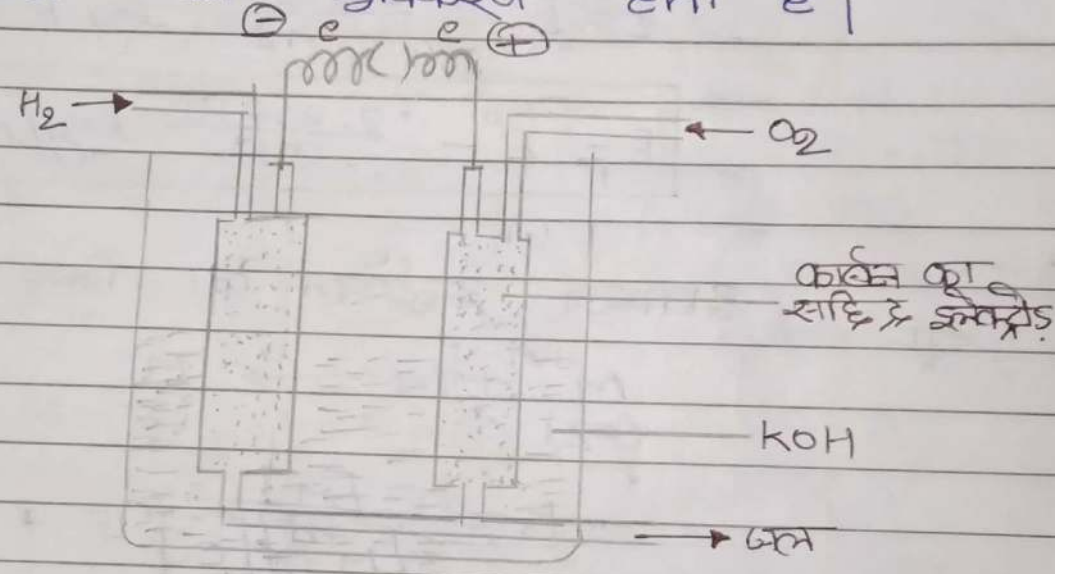 होता है।
⊖ e e ⊕
H₂
O₂
कार्बन का
सछिद्र इलेक्ट्रोड
KOH
जल